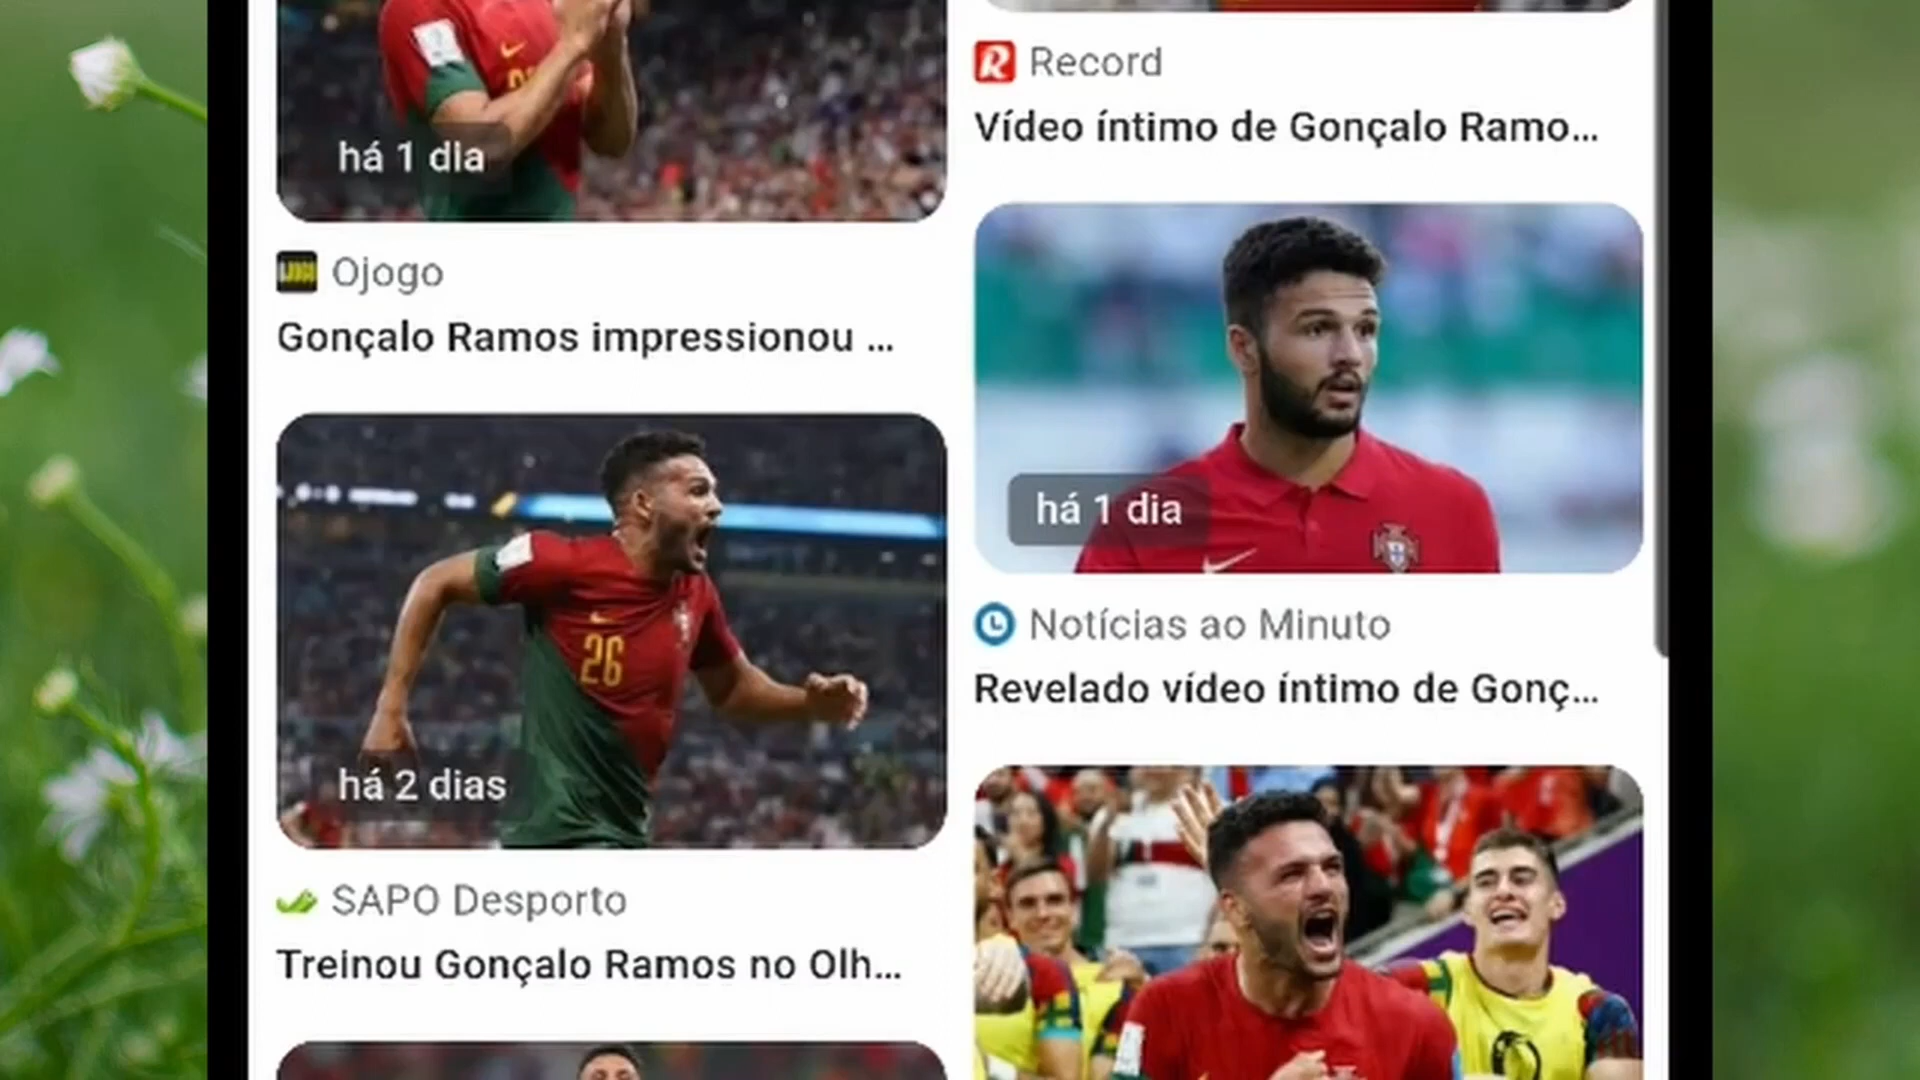 há 1 dia
Ojogo
Gonçalo Ramos impressionou ...
26
há 2 dias
SAPO Desporto
Treinou Gonçalo Ramos no Olh...
R Record
Vídeo íntimo de Gonçalo Ramo...
há 1 dia
Notícias ao Minuto
Revelado vídeo íntimo de Gonç...